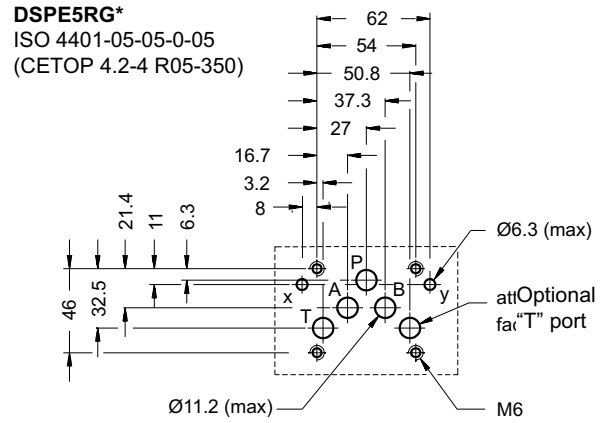 DSPE5RG*
ISO 4401-05-05-0-05
(CETOP 4.2-4 R05-350)
62
54
50.8
37.3
27
16.7
3.2
8
21.4
11
6.3
46
32.5
Ø6.3 (max)
P
x
A
B
y
T
attOptional
fac“T” port
Ø11.2 (max)
M6